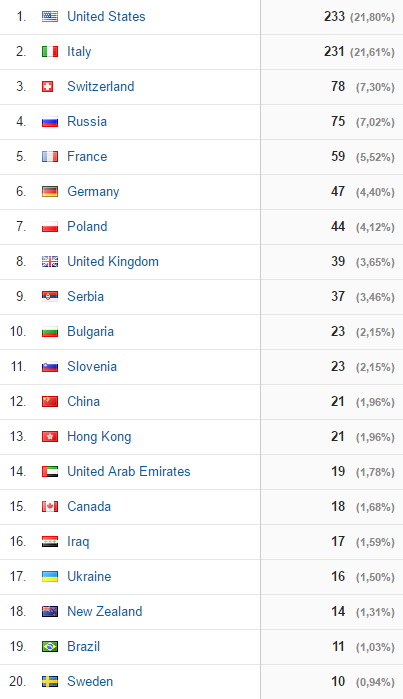 1. United States 233 (21,80%)
2. Italy 231 (21,61%)
3. Switzerland 78 (7,30%)
4. Russia 75 (7,02%)
5. France 59 (5,52%)
6. Germany 47 (4,40%)
7. Poland 44 (4,12%)
8. United Kingdom 39 (3,65%)
9. Serbia 37 (3,46%)
10. Bulgaria 23 (2,15%)
11. Slovenia 23 (2,15%)
12. China 21 (1,96%)
13. Hong Kong 21 (1,96%)
14. United Arab Emirates 19 (1,78%)
15. Canada 18 (1,68%)
16. Iraq 17 (1,59%)
17. Ukraine 16 (1,50%)
18. New Zealand 14 (1,31%)
19. Brazil 11 (1,03%)
20. Sweden 10 (0,94%)